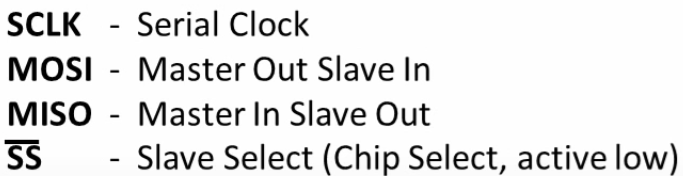 SCLK - Serial Clock
MOSI - Master Out Slave In
MISO - Master In Slave Out
S̅S̅ - Slave Select (Chip Select, active low)